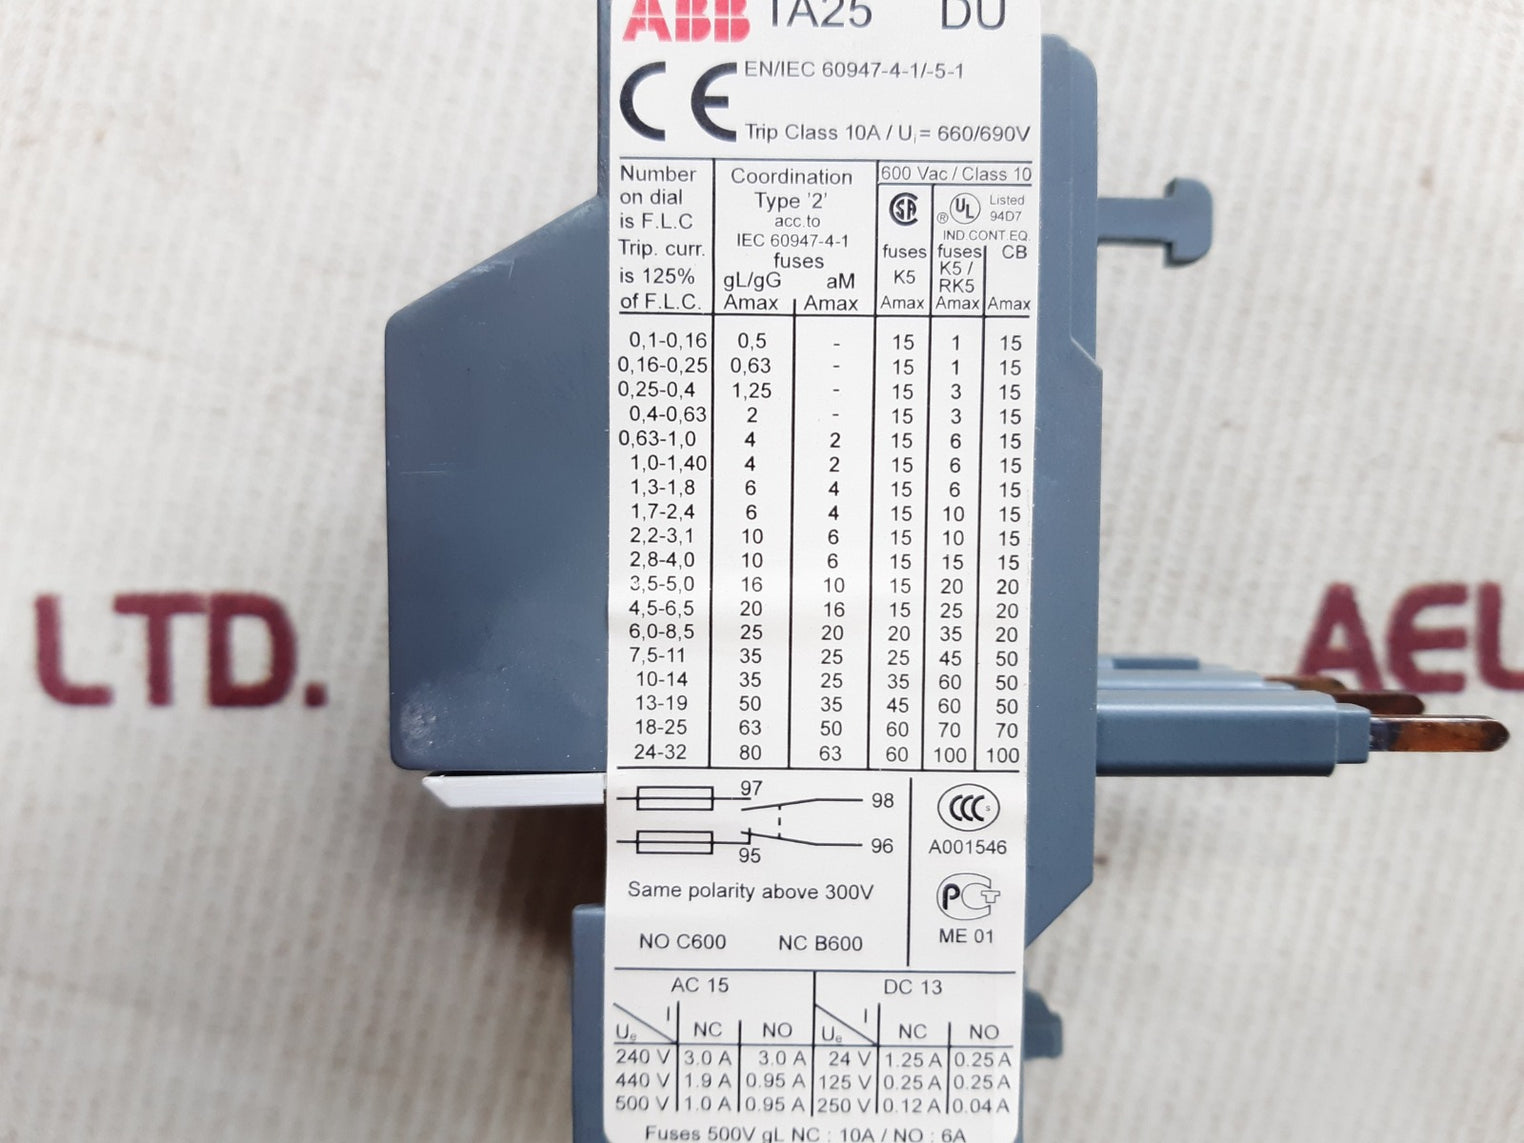 ABB TA25 DU
EN/IEC 60947-4-1/-5-1
CE
Trip Class 10A / Ui = 660/690V
Number on dial is F.L.C Trip. curr. is 125% of F.L.C.
Coordination Type '2' acc.to IEC 60947-4-1 fuses
gL/gG Amax
aM Amax
600 Vac / Class 10
SA fuses K5 Amax
® UL Listed 94D7
IND.CONT.EQ.
fuses K5 / RK5 Amax
CB Amax
0,1-0,16 0,5 - 15 1 15
0,16-0,25 0,63 - 15 1 15
0,25-0,4 1,25 - 15 3 15
0,4-0,63 2 - 15 3 15
0,63-1,0 4 2 15 6 15
1,0-1,40 4 2 15 6 15
1,3-1,8 6 4 15 6 15
1,7-2,4 6 4 15 10 15
2,2-3,1 10 6 15 10 15
2,8-4,0 10 6 15 15 15
3,5-5,0 16 10 15 20 20
4,5-6,5 20 16 15 25 20
6,0-8,5 25 20 20 35 20
7,5-11 35 25 25 45 50
10-14 35 25 35 60 50
13-19 50 35 45 60 50
18-25 63 50 60 70 70
24-32 80 63 60 100 100
97 98
95 96
Same polarity above 300V
NO C600 NC B600
CCC S
A001546
PCT
ME 01
AC 15 DC 13
Ue I NC NO Ue I NC NO
240 V 3.0 A 3.0 A 24 V 1.25 A 0.25 A
440 V 1.9 A 0.95 A 125 V 0.25 A 0.25 A
500 V 1.0 A 0.95 A 250 V 0.12 A 0.04 A
Fuses 500V gL NC : 10A / NO : 6A
LTD.
AEL